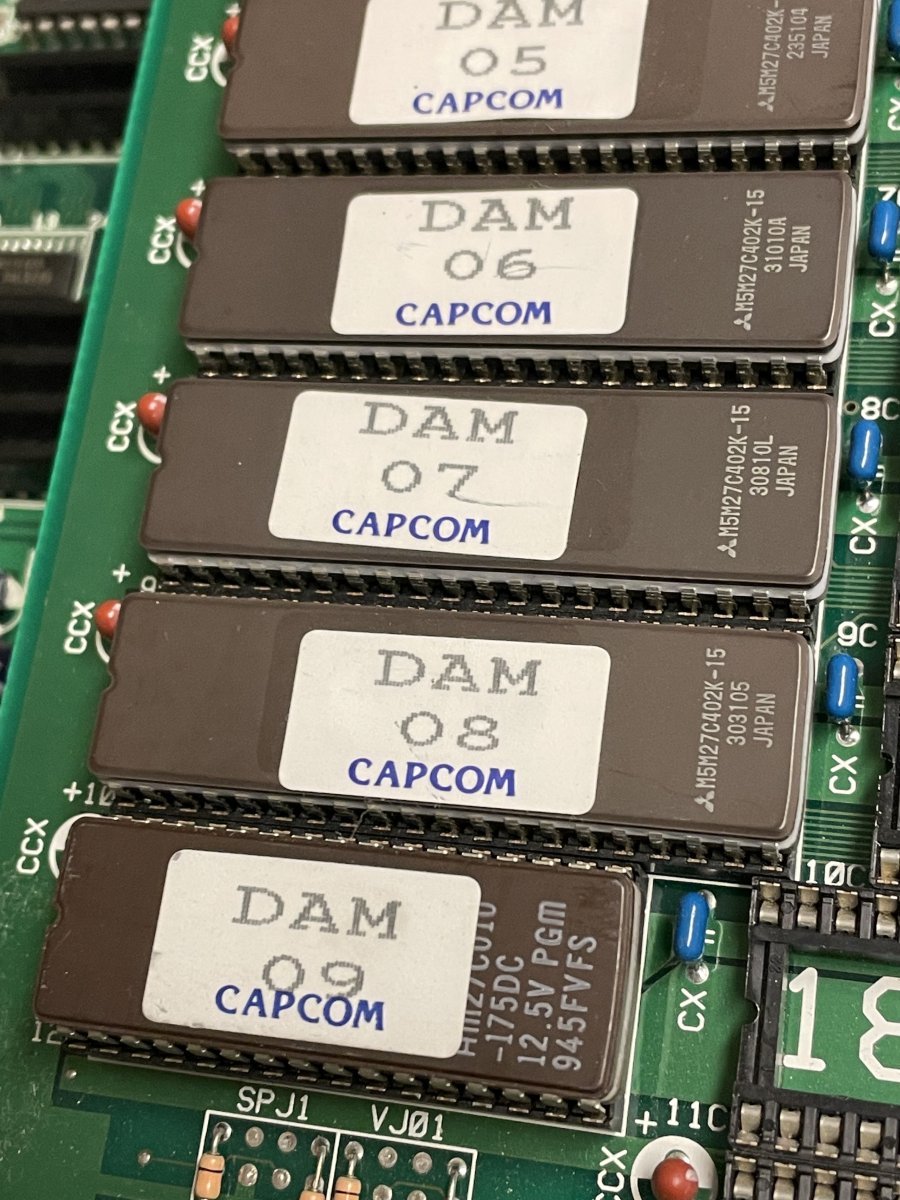 DAM
05
CAPCOM
M5M27C402K-
235104
JAPAN
CCX
+
DAM
06
CAPCOM
M5M27C402K-15
31010A
JAPAN
CCX
+
CX
DAM
07
CAPCOM
M5M27C402K-15
30810L
JAPAN
CCX
+
8C
CX
DAM
08
CAPCOM
M5M27C402K-15
303105
JAPAN
CCX
+
9C
CX
DAM
09
CAPCOM
-175DC
12.5V PGM
945FVFS
CCX
+10
10C
CX
18
SPJ1
VJ01
+11C
CCX